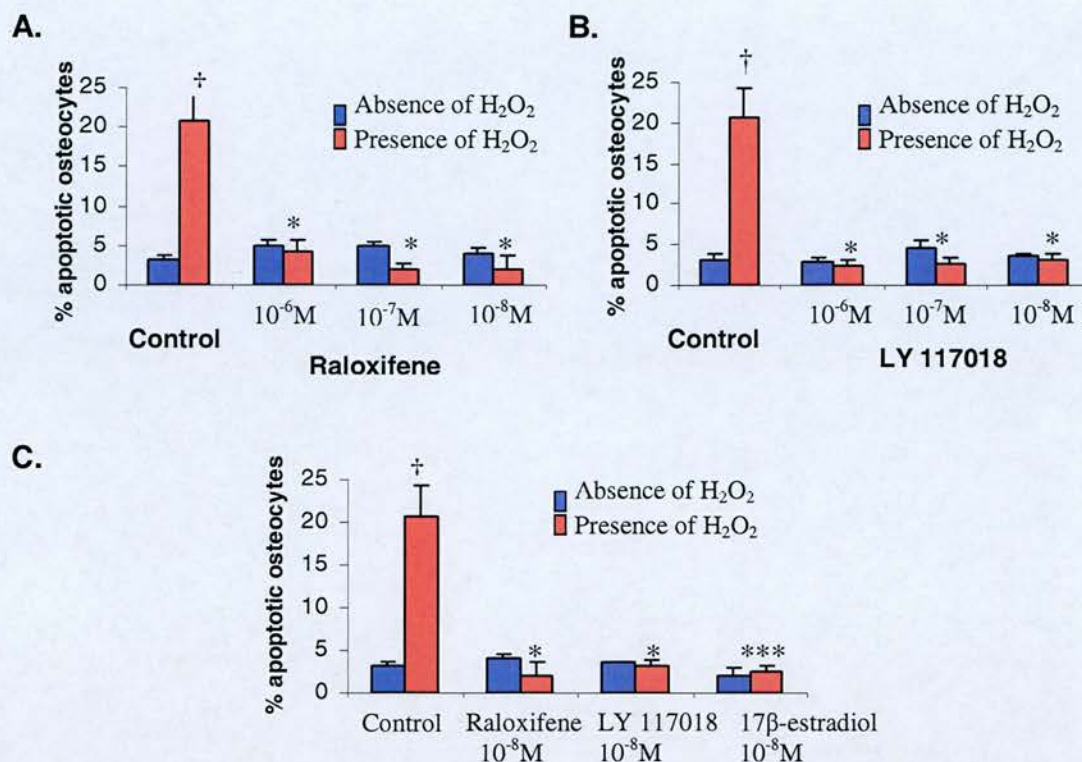 A.
% apoptotic osteocytes
25
20
15
10
5
0
‡
*
*
*
Absence of H₂O₂
Presence of H₂O₂
Control
10⁻⁶M
10⁻⁷M
10⁻⁸M
Raloxifene
B.
% apoptotic osteocytes
25
20
15
10
5
0
†
*
*
*
Absence of H₂O₂
Presence of H₂O₂
Control
10⁻⁶M
10⁻⁷M
10⁻⁸M
LY 117018
C.
% apoptotic osteocytes
25
20
15
10
5
0
†
*
*
***
Absence of H₂O₂
Presence of H₂O₂
Control
Raloxifene
10⁻⁸M
LY 117018
10⁻⁸M
17β-estradiol
10⁻⁸M